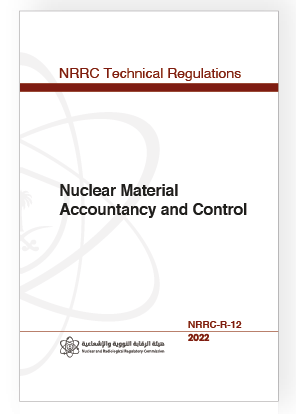 NRRC Technical Regulations
Nuclear Material
Accountancy and Control
NRRC-R-12
2022
هيئة الرقابة النووية والإشعاعية
Nuclear and Radiological Regulatory Commission